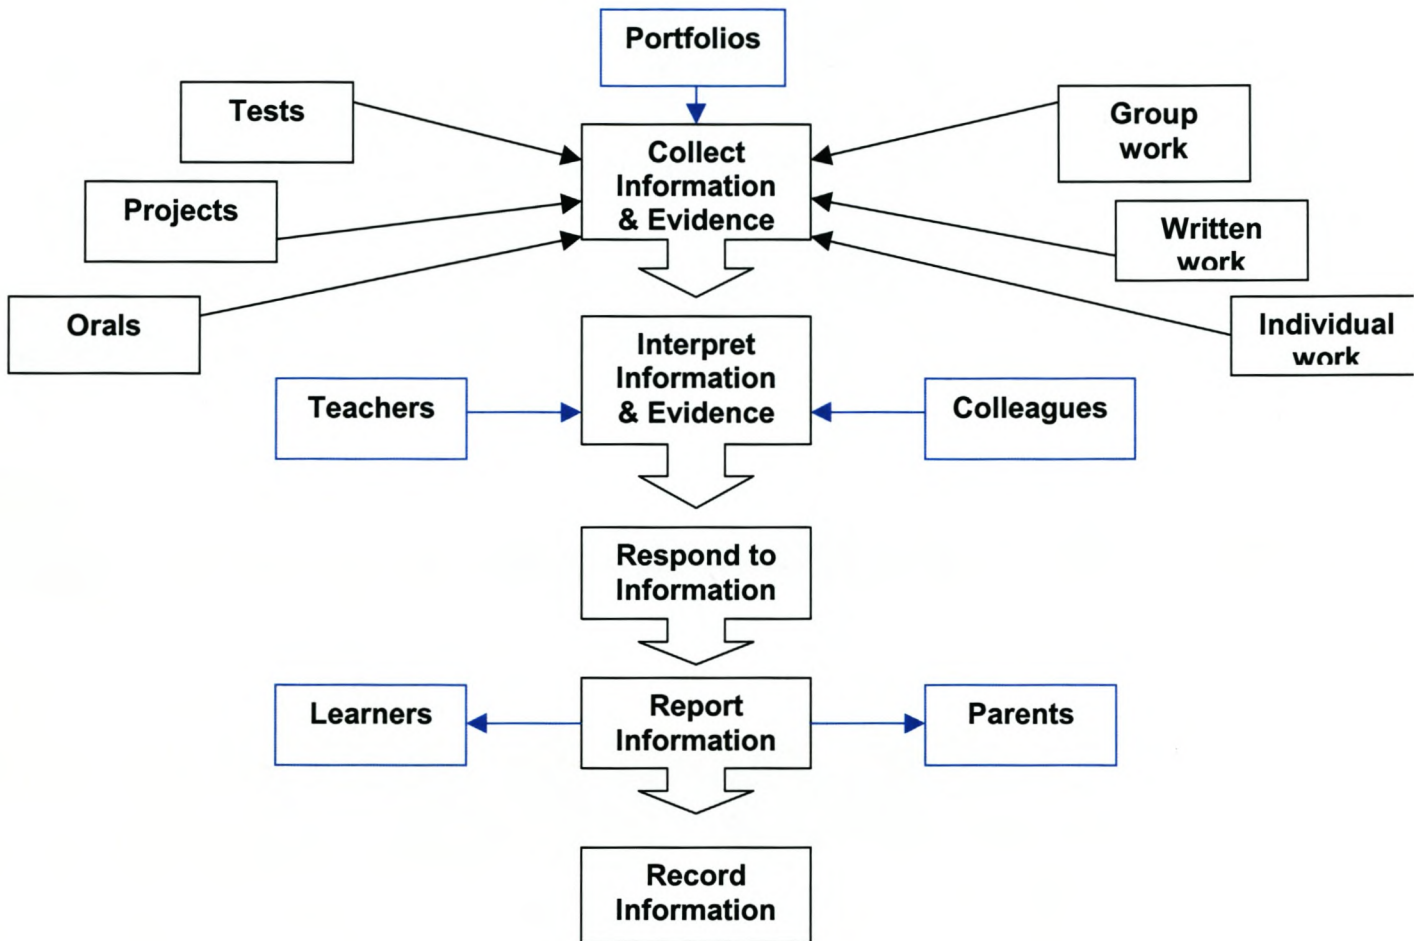 Portfolios
Tests
Group
work
Collect
Information
& Evidence
Projects
Written
work
Orals
Individual
work
Interpret
Information
& Evidence
Teachers
Colleagues
Respond to
Information
Learners
Report
Information
Parents
Record
Information